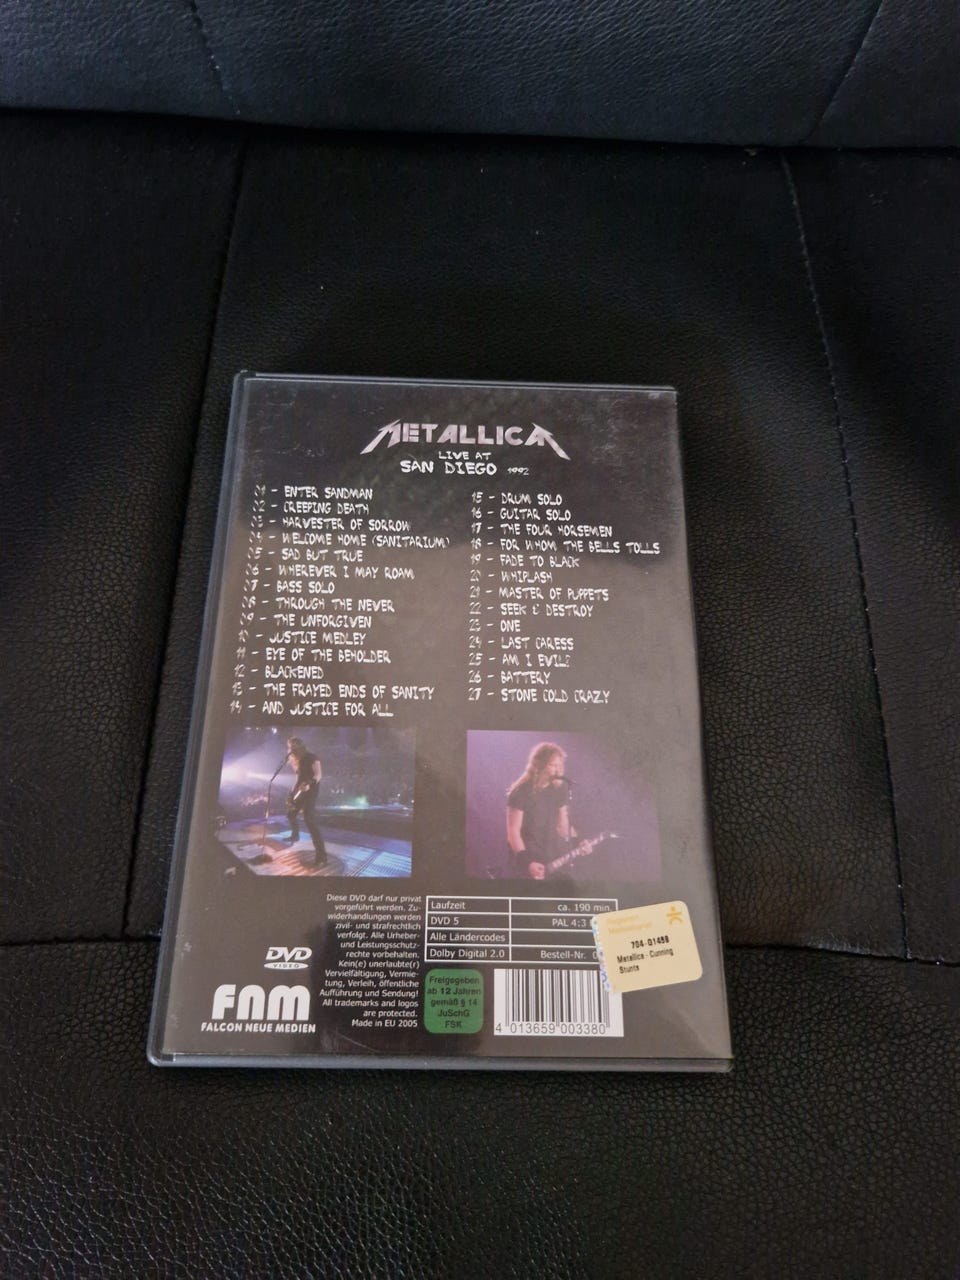 METALLICA
LIVE AT
SAN DIEGO 1992
01 - ENTER SANDMAN
02 - CREEPING DEATH
03 - HARVESTER OF SORROW
04 - WELCOME HOME (SANITARIUM)
05 - SAD BUT TRUE
06 - WHEREVER I MAY ROAM
07 - BASS SOLO
08 - THROUGH THE NEVER
09 - THE UNFORGIVEN
10 - JUSTICE MEDLEY
11 - EYE OF THE BEHOLDER
12 - BLACKENED
13 - THE FRAYED ENDS OF SANITY
14 - AND JUSTICE FOR ALL
15 - DRUM SOLO
16 - GUITAR SOLO
17 - THE FOUR HORSEMEN
18 - FOR WHOM THE BELLS TOLLS
19 - FADE TO BLACK
20 - WHIPLASH
21 - MASTER OF PUPPETS
22 - SEEK & DESTROY
23 - ONE
24 - LAST CARESS
25 - AM I EVIL?
26 - BATTERY
27 - STONE COLD CRAZY
Diese DVD darf nur privat
vorgeführt werden. Zu-
widerhandlungen werden
zivil- und strafrechtlich
verfolgt. Alle Urheber-
und Leistungsschutz-
rechte vorbehalten.
Kein(e) unerlaubte(r)
Vervielfältigung, Vermie-
tung, Verleih, öffentliche
Aufführung und Sendung!
All trademarks and logos
are protected.
Made in EU 2005
DVD
VIDEO
FNM
FALCON NEUE MEDIEN
Laufzeit ca. 190 min.
DVD 5 PAL 4:3
Alle Ländercodes
Dolby Digital 2.0 Bestell-Nr.
Freigegeben
ab 12 Jahren
gemäß § 14
JuSchG
FSK
4 013659 003380
704-01458
Metallica - Cunning
Stunts